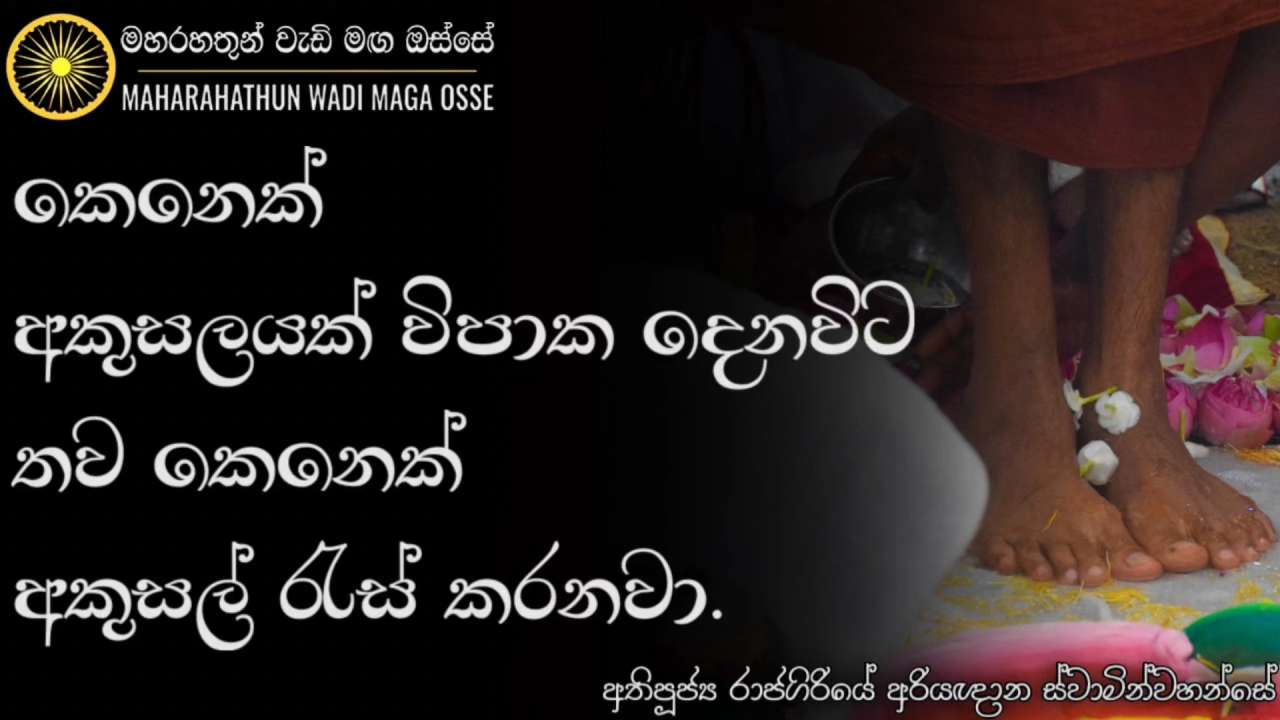 මහරහතුන් වැඩි මඟ ඔස්සේ
MAHARAHATHUN WADI MAGA OSSE
කෙනෙක්
අකුසලයක් විපාක දෙනවිට
තව කෙනෙක්
අකුසල් රැස් කරනවා.
අතිපූජ්‍ය රාජගිරියේ අරියඥාන ස්වාමින්වහන්සේ